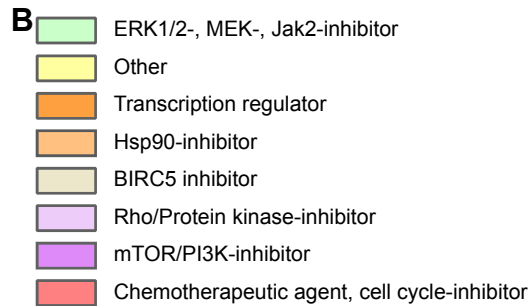 B
ERK1/2-, MEK-, Jak2-inhibitor
Other
Transcription regulator
Hsp90-inhibitor
BIRC5 inhibitor
Rho/Protein kinase-inhibitor
mTOR/PI3K-inhibitor
Chemotherapeutic agent, cell cycle-inhibitor